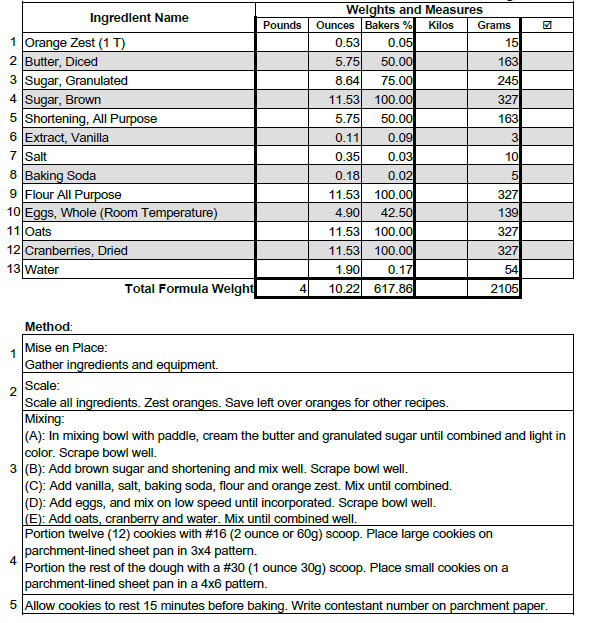 Ingredient Name Weights and Measures
Pounds Ounces Bakers % Kilos Grams ☑
1 Orange Zest (1 T) 0.53 0.05 15
2 Butter, Diced 5.75 50.00 163
3 Sugar, Granulated 8.64 75.00 245
4 Sugar, Brown 11.53 100.00 327
5 Shortening, All Purpose 5.75 50.00 163
6 Extract, Vanilla 0.11 0.09 3
7 Salt 0.35 0.03 10
8 Baking Soda 0.18 0.02 5
9 Flour All Purpose 11.53 100.00 327
10 Eggs, Whole (Room Temperature) 4.90 42.50 139
11 Oats 11.53 100.00 327
12 Cranberries, Dried 11.53 100.00 327
13 Water 1.90 0.17 54
Total Formula Weight 4 10.22 617.86 2105
Method:
1 Mise en Place:
Gather ingredients and equipment.
2 Scale:
Scale all ingredients. Zest oranges. Save left over oranges for other recipes.
3 Mixing:
(A): In mixing bowl with paddle, cream the butter and granulated sugar until combined and light in
color. Scrape bowl well.
(B): Add brown sugar and shortening and mix well. Scrape bowl well.
(C): Add vanilla, salt, baking soda, flour and orange zest. Mix until combined.
(D): Add eggs, and mix on low speed until incorporated. Scrape bowl well.
(E): Add oats, cranberry and water. Mix until combined well.
4 Portion twelve (12) cookies with #16 (2 ounce or 60g) scoop. Place large cookies on
parchment-lined sheet pan in 3x4 pattern.
Portion the rest of the dough with a #30 (1 ounce 30g) scoop. Place small cookies on a
parchment-lined sheet pan in a 4x6 pattern.
5 Allow cookies to rest 15 minutes before baking. Write contestant number on parchment paper.